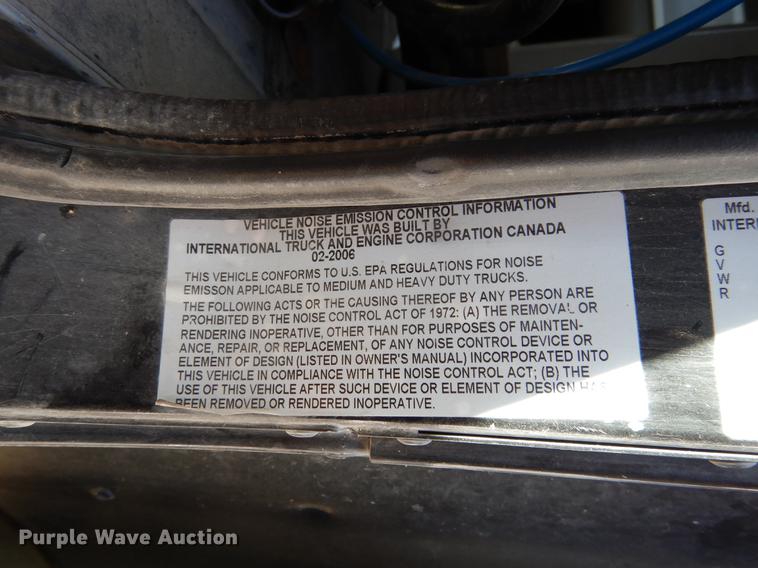 VEHICLE NOISE EMISSION CONTROL INFORMATION
THIS VEHICLE WAS BUILT BY
INTERNATIONAL TRUCK AND ENGINE CORPORATION CANADA
02-2006
THIS VEHICLE CONFORMS TO U.S. EPA REGULATIONS FOR NOISE
EMISSON APPLICABLE TO MEDIUM AND HEAVY DUTY TRUCKS.
THE FOLLOWING ACTS OR THE CAUSING THEREOF BY ANY PERSON ARE
PROHIBITED BY THE NOISE CONTROL ACT OF 1972: (A) THE REMOVAL OR
RENDERING INOPERATIVE, OTHER THAN FOR PURPOSES OF MAINTEN-
ANCE, REPAIR, OR REPLACEMENT, OF ANY NOISE CONTROL DEVICE OR
ELEMENT OF DESIGN (LISTED IN OWNER'S MANUAL) INCORPORATED INTO
THIS VEHICLE IN COMPLIANCE WITH THE NOISE CONTROL ACT; (B) THE
USE OF THIS VEHICLE AFTER SUCH DEVICE OR ELEMENT OF DESIGN HAS
BEEN REMOVED OR RENDERED INOPERATIVE.
Mfd.
INTER
G
V
W
R
Purple Wave Auction